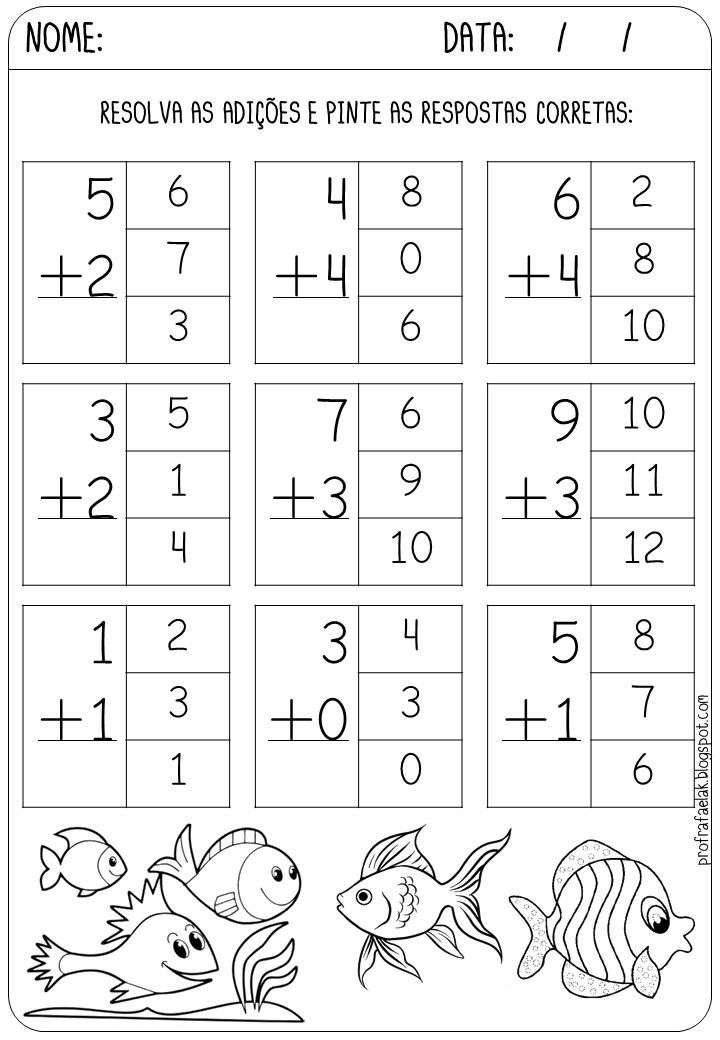 NOME: DATA: / /
RESOLVA AS ADIÇÕES E PINTE AS RESPOSTAS CORRETAS:
5 6 4 8 6 2
+2 7 +4 0 +4 8
3 6 10
3 5 7 6 9 10
+2 1 +3 9 +3 11
4 10 12
1 2 3 4 5 8
+1 3 +0 3 +1 7
1 0 6
profrafaelak.blogspot.com